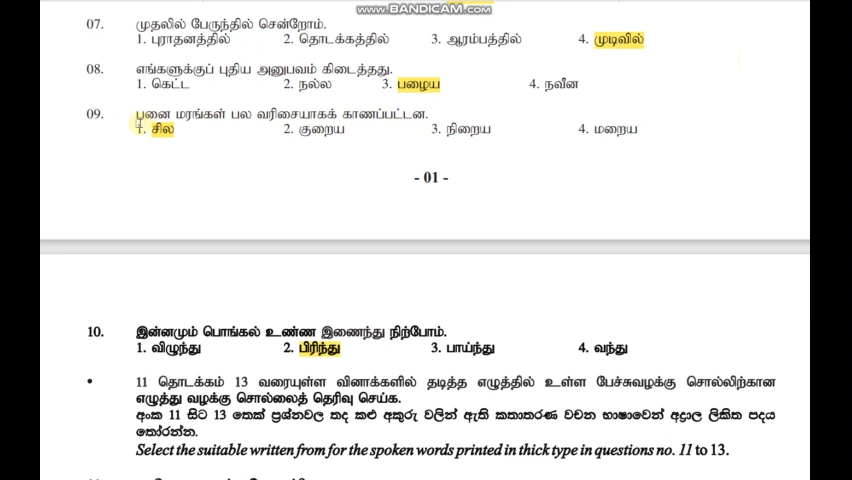 www.BANDICAM.com
07. முதலில் பேருந்தில் சென்றோம்.
1. புராதனத்தில் 2. தொடக்கத்தில் 3. ஆரம்பத்தில் 4. முடிவில்
08. எங்களுக்குப் புதிய அனுபவம் கிடைத்தது.
1. கெட்ட 2. நல்ல 3. பழைய 4. நவீன
09. பனை மரங்கள் பல வரிசையாகக் காணப்பட்டன.
1. சில 2. குறைய 3. நிறைய 4. மறைய
- 01 -
10. இன்னமும் பொங்கல் உண்ண இணைந்து நிற்போம்.
1. விழுந்து 2. பிரிந்து 3. பாய்ந்து 4. வந்து
• 11 தொடக்கம் 13 வரையுள்ள வினாக்களில் தடித்த எழுத்தில் உள்ள பேச்சுவழக்கு சொல்லிற்கான
எழுத்து வழக்கு சொல்லைத் தெரிவு செய்க.
අංක 11 සිට 13 තෙක් ප්‍රශ්නවල තද කළු අකුරු වලින් ඇති කතාතරණ වචන භාෂාවෙන් අදාල ලිඛිත පදය
තෝරන්න.
Select the suitable written from for the spoken words printed in thick type in questions no. 11 to 13.